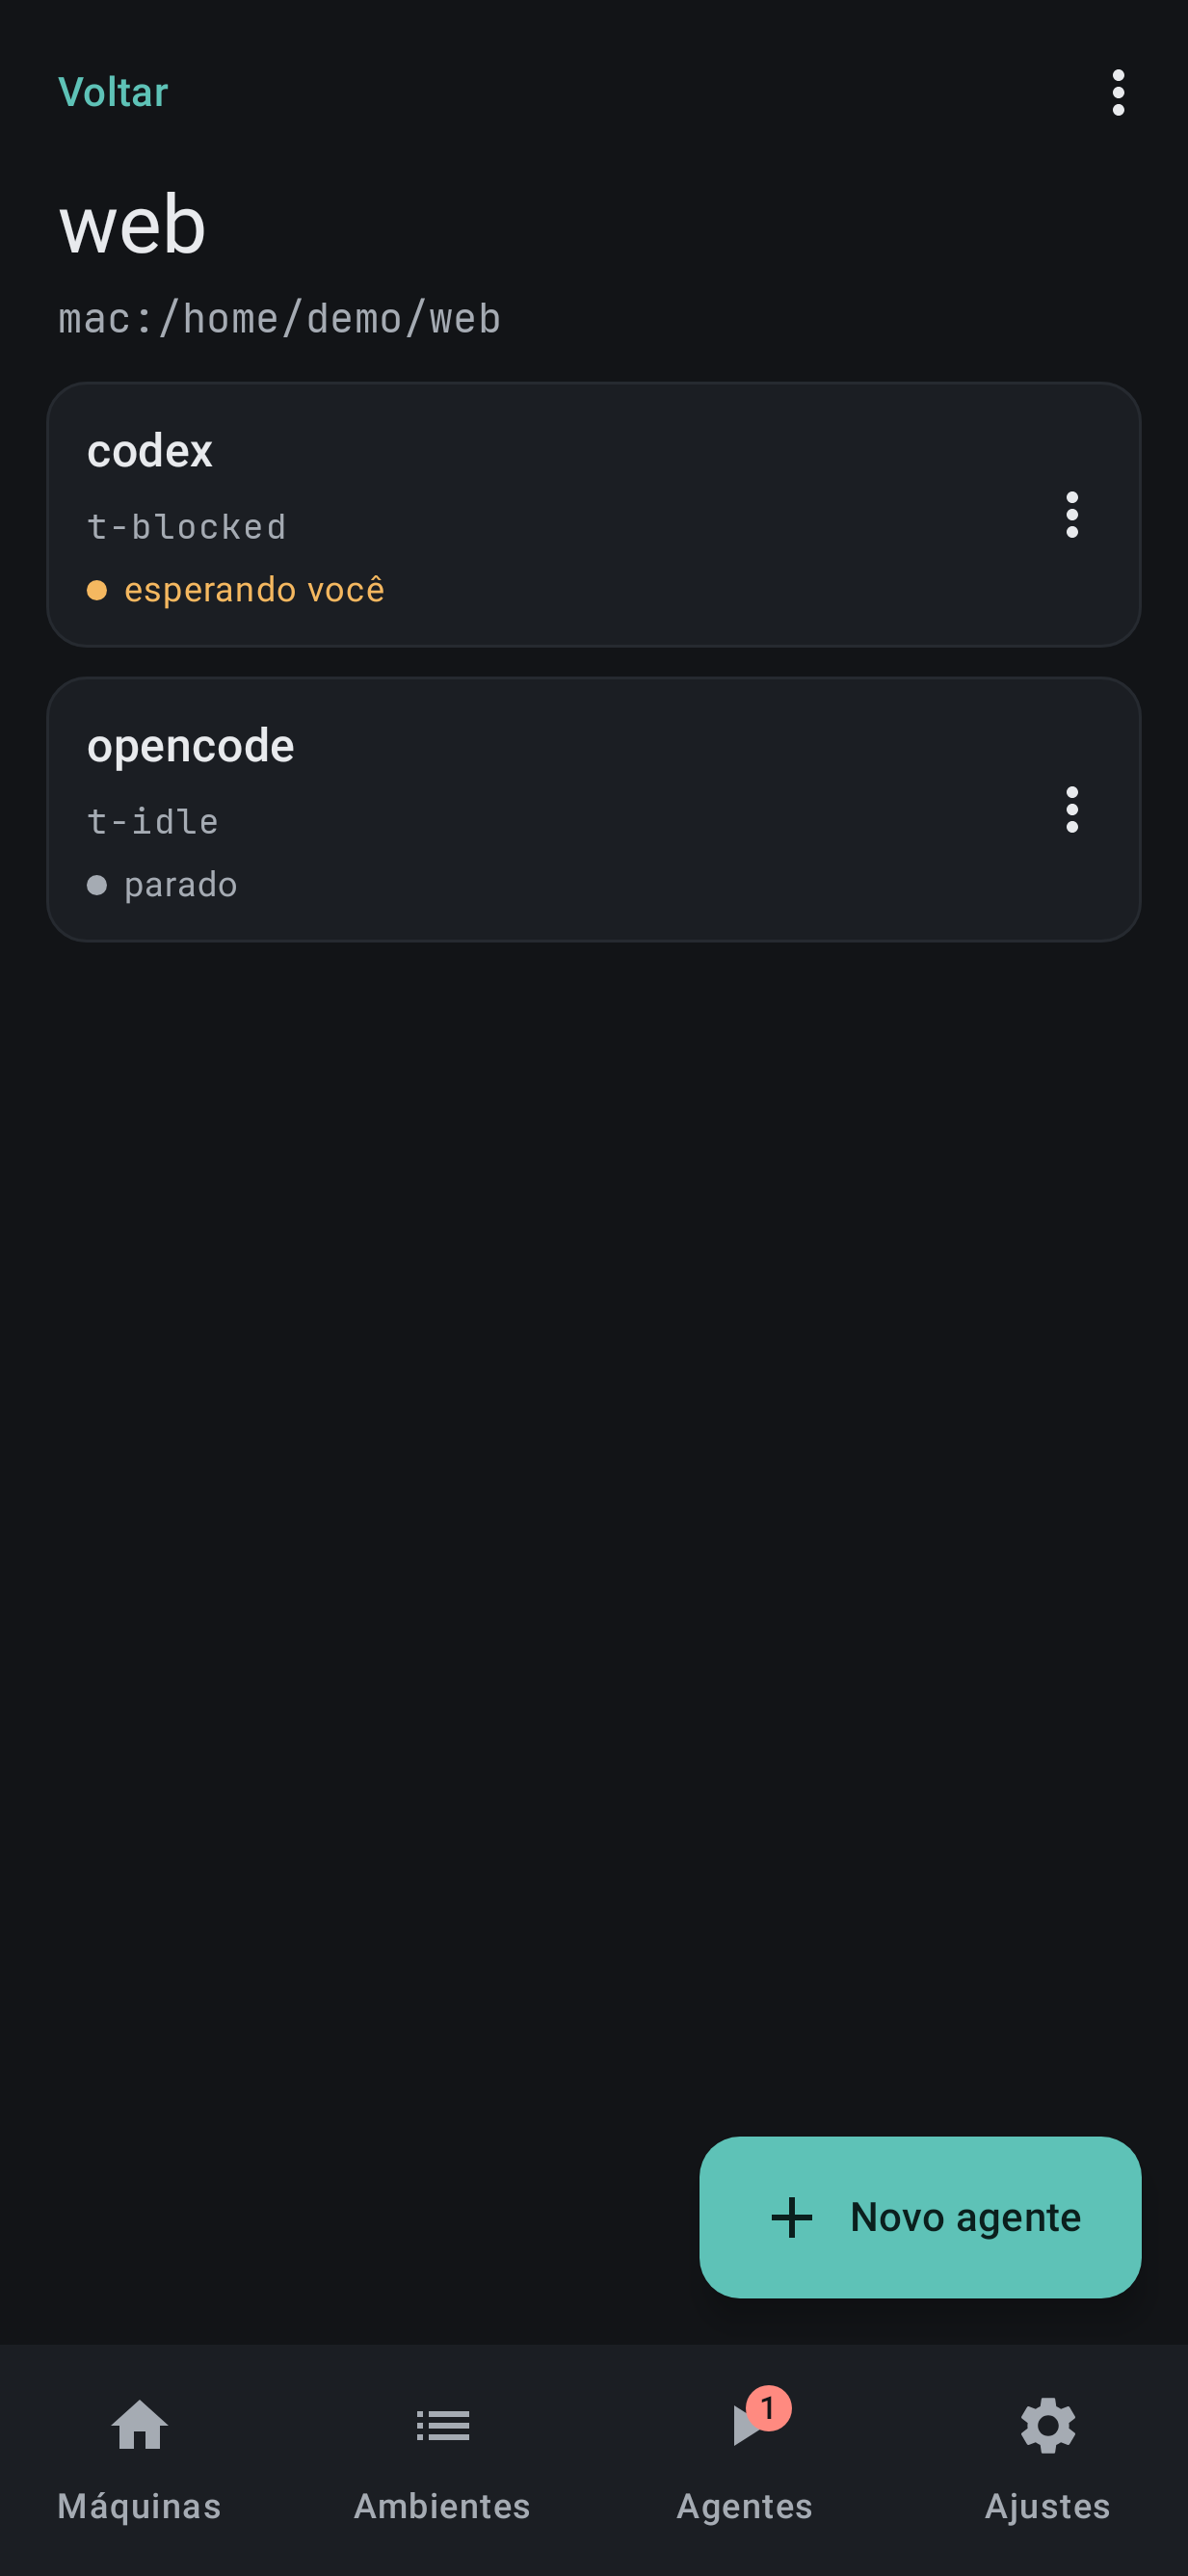 Voltar
web
mac:/home/demo/web
codex
t-blocked
esperando você
opencode
t-idle
parado
Novo agente
1
Máquinas
Ambientes
Agentes
Ajustes